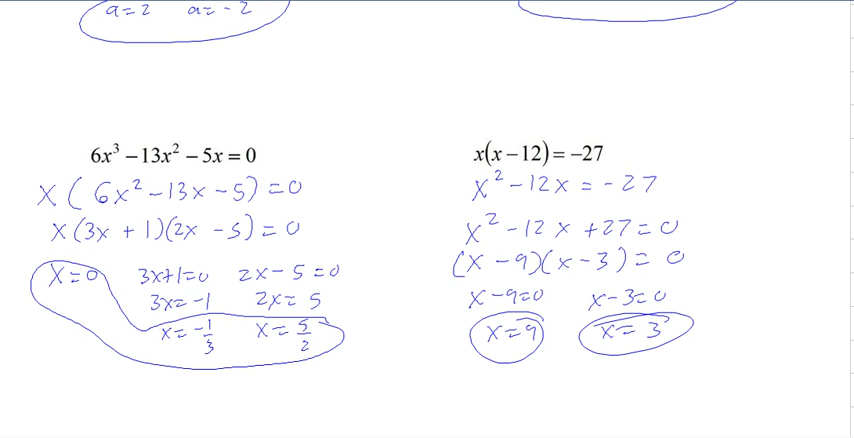 a=2 a=-2
6x³ −13x² −5x = 0
x(6x²-13x-5)=0
x(3x+1)(2x-5)=0
x=0 3x+1=0 2x-5=0
3x=-1 2x=5
x=-1/3 x=5/2
x(x−12)=−27
x²-12x=-27
x²-12x+27=0
(x-9)(x-3)=0
x-9=0 x-3=0
x=9 x=3